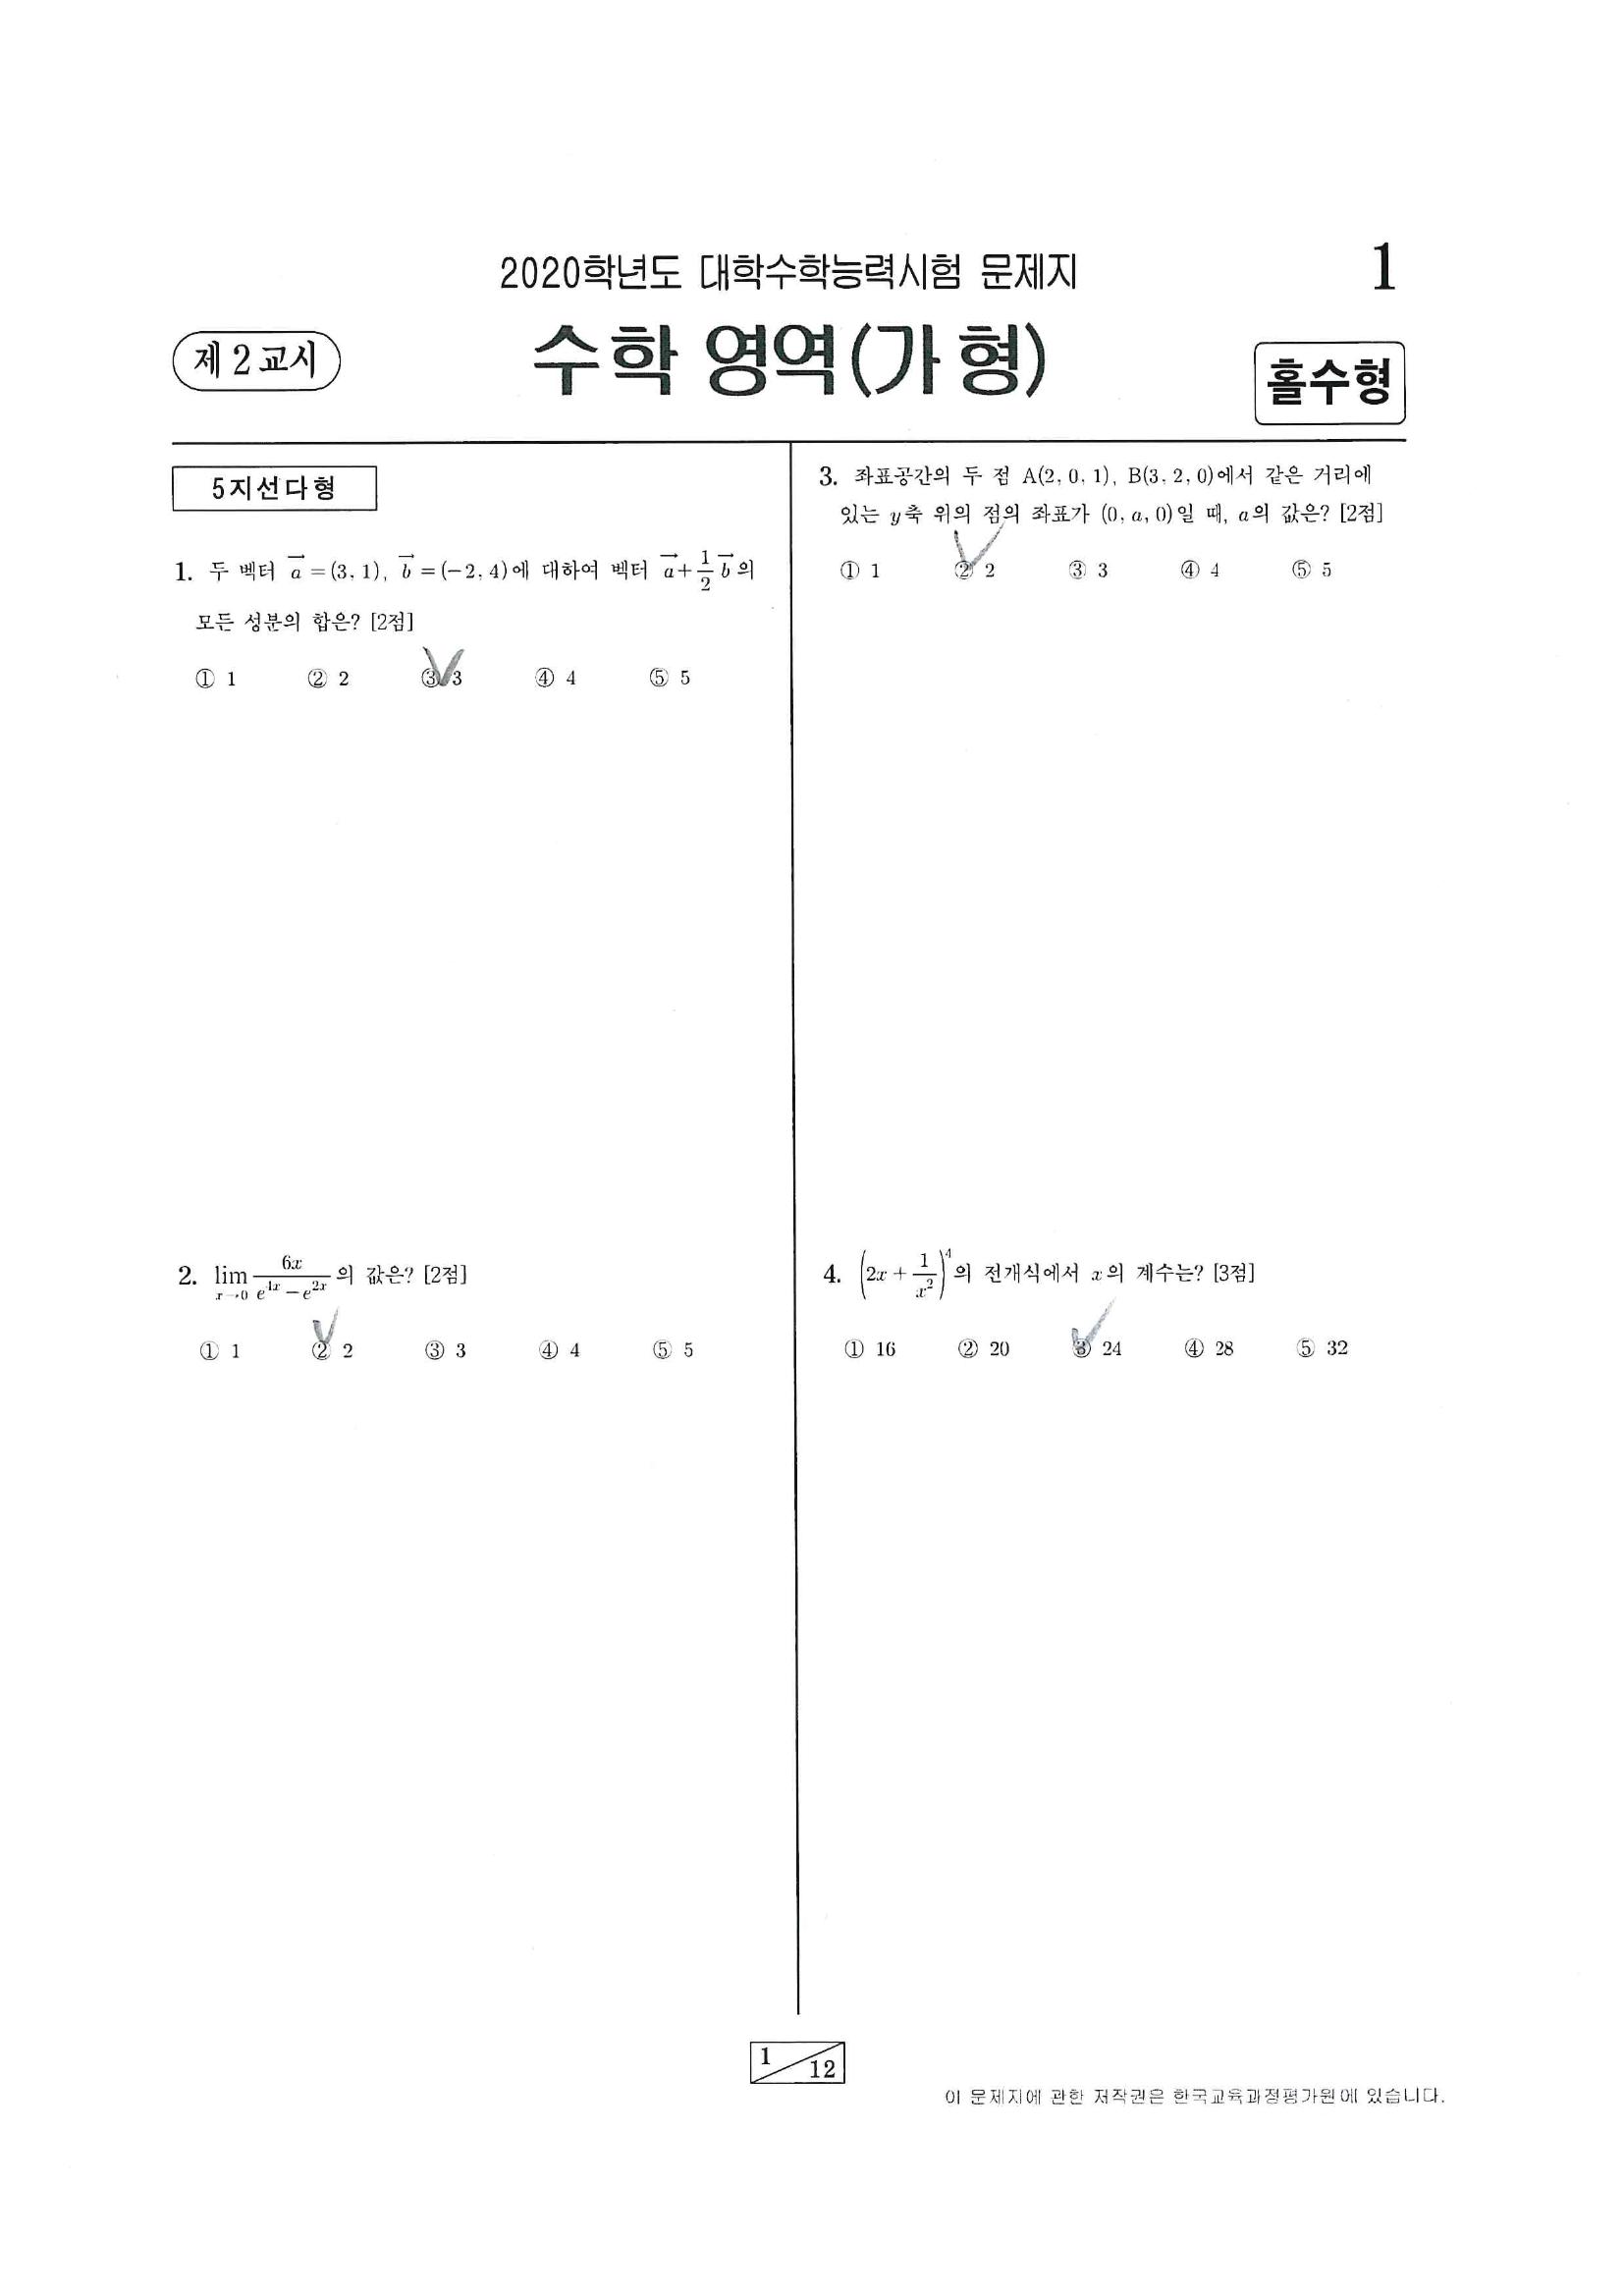 2020학년도 대학수학능력시험 문제지
1
제 2 교시
수학 영역(가 형)
홀수형
5지선다형
1. 두 벡터 $\vec{a}=(3, 1)$, $\vec{b}=(-2, 4)$에 대하여 벡터 $\vec{a}+\frac{1}{2}\vec{b}$의
모든 성분의 합은? [2점]
① 1 ② 2 ③ 3 ④ 4 ⑤ 5
2. $\lim_{x \to 0} \frac{6x}{e^{4x}-e^{2x}}$의 값은? [2점]
① 1 ② 2 ③ 3 ④ 4 ⑤ 5
3. 좌표공간의 두 점 A(2, 0, 1), B(3, 2, 0)에서 같은 거리에
있는 y축 위의 점의 좌표가 (0, a, 0)일 때, a의 값은? [2점]
① 1 ② 2 ③ 3 ④ 4 ⑤ 5
4. $\left(2x+\frac{1}{x^2}\right)^4$의 전개식에서 x의 계수는? [3점]
① 16 ② 20 ③ 24 ④ 28 ⑤ 32
1
12
이 문제지에 관한 저작권은 한국교육과정평가원에 있습니다.